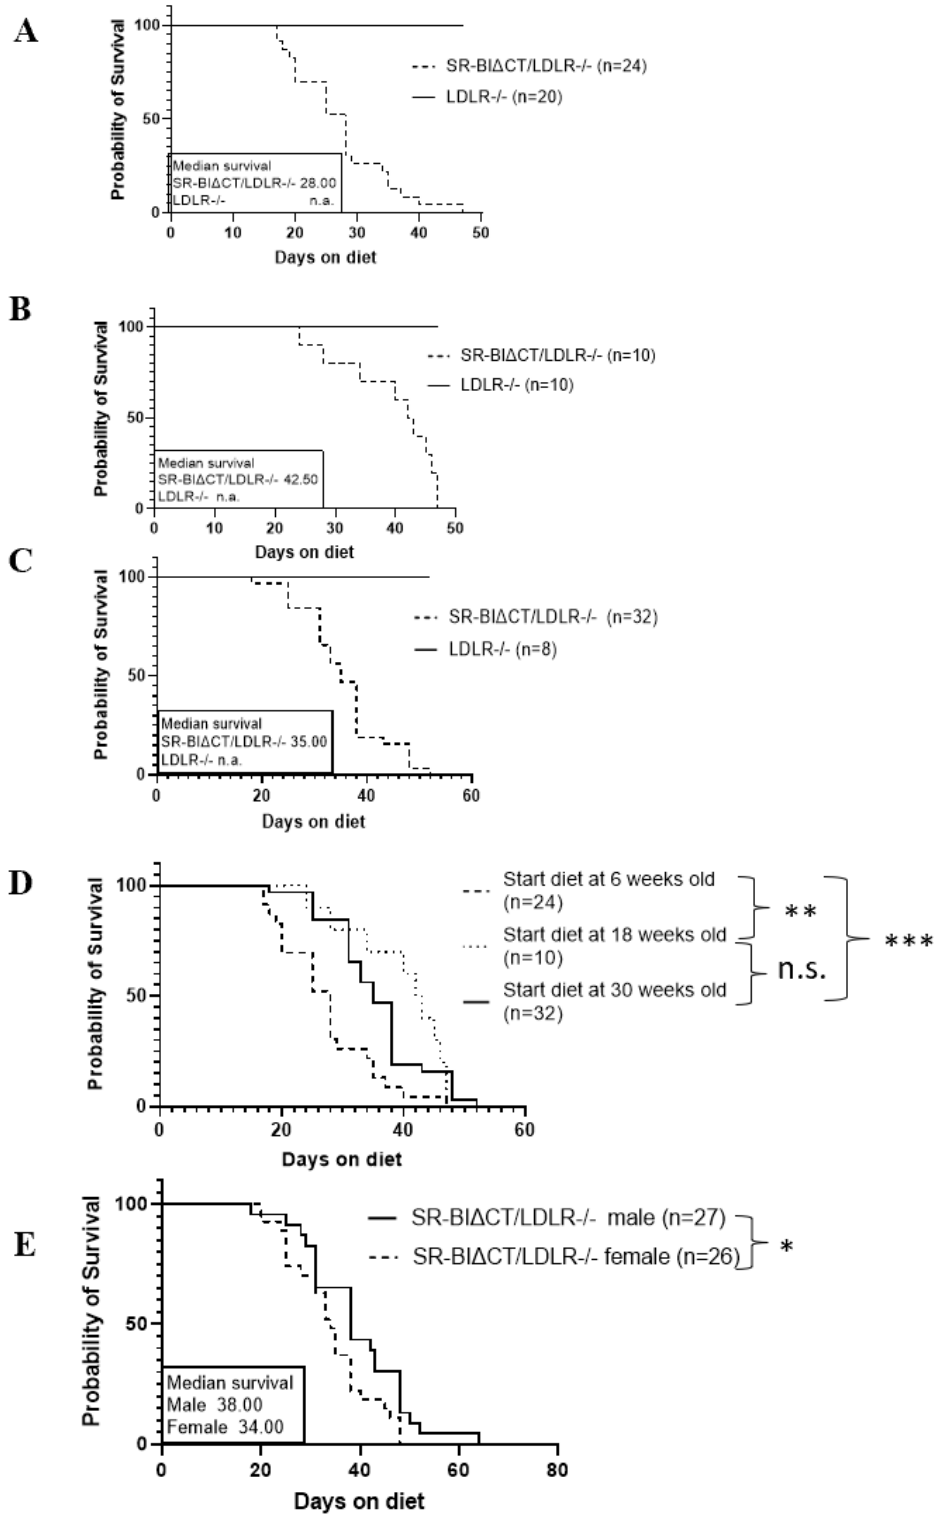 A
Probability of Survival
100
50
0
SR-BIΔCT/LDLR-/- (n=24)
LDLR-/- (n=20)
Median survival
SR-BIΔCT/LDLR-/- 28.00
LDLR-/- n.a.
0 10 20 30 40 50
Days on diet
B
Probability of Survival
100
50
0
SR-BIΔCT/LDLR-/- (n=10)
LDLR-/- (n=10)
Median survival
SR-BIΔCT/LDLR-/- 42.50
LDLR-/- n.a.
0 10 20 30 40 50
Days on diet
C
Probability of Survival
100
50
0
SR-BIΔCT/LDLR-/- (n=32)
LDLR-/- (n=8)
Median survival
SR-BIΔCT/LDLR-/- 35.00
LDLR-/- n.a.
0 20 40 60
Days on diet
D
Probability of Survival
100
50
0
Start diet at 6 weeks old
(n=24)
Start diet at 18 weeks old
(n=10)
Start diet at 30 weeks old
(n=32)
**
n.s.
***
0 20 40 60
Days on diet
E
Probability of Survival
100
50
0
SR-BIΔCT/LDLR-/- male (n=27)
SR-BIΔCT/LDLR-/- female (n=26)
*
Median survival
Male 38.00
Female 34.00
0 20 40 60 80
Days on diet